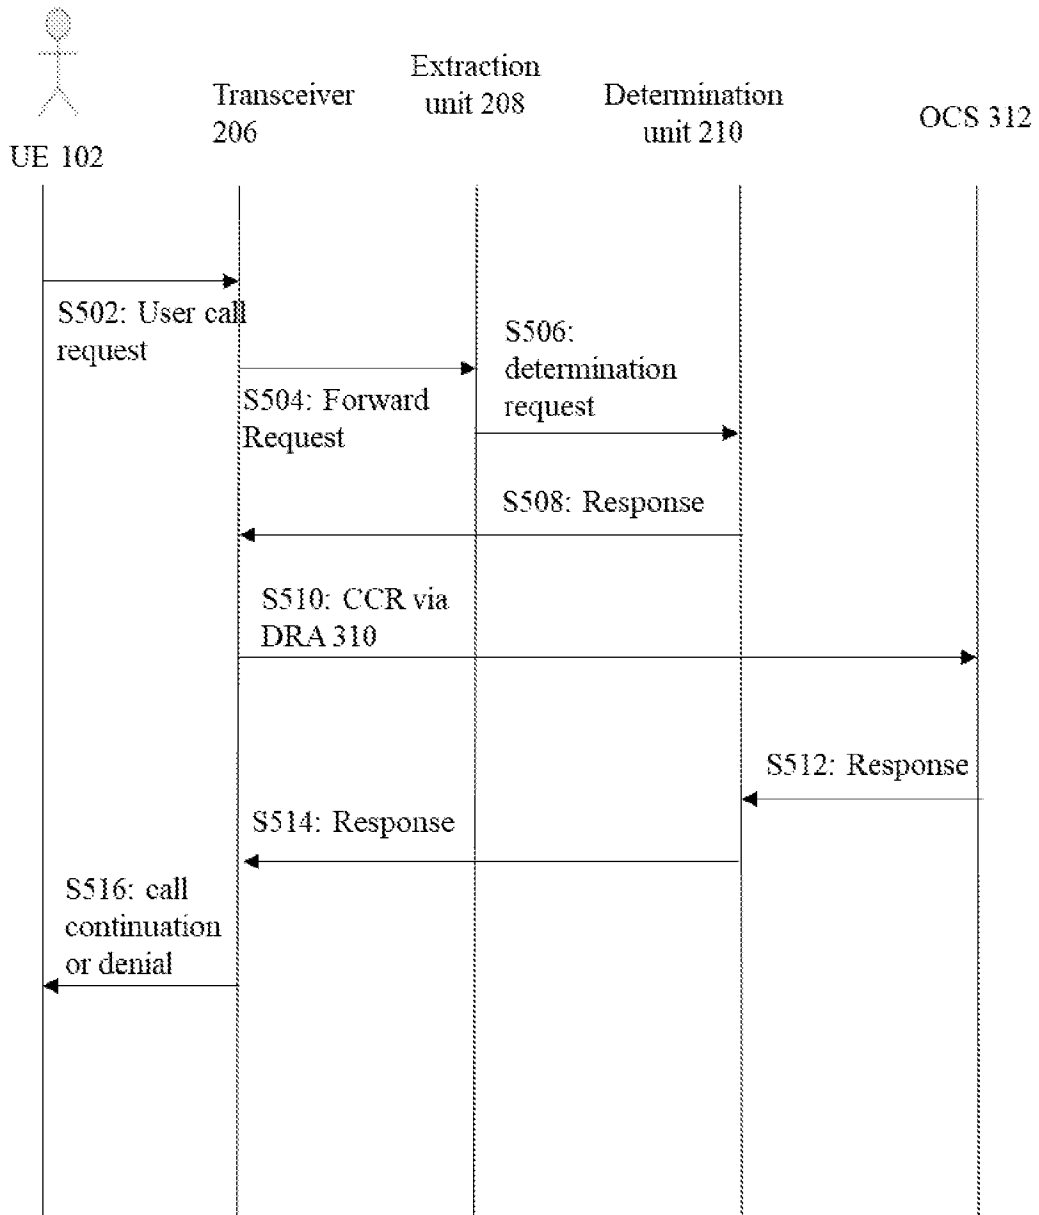 UE 102
Transceiver
206
Extraction
unit 208
Determination
unit 210
OCS 312
S502: User call
request
S504: Forward
Request
S506:
determination
request
S508: Response
S510: CCR via
DRA 310
S512: Response
S514: Response
S516: call
continuation
or denial